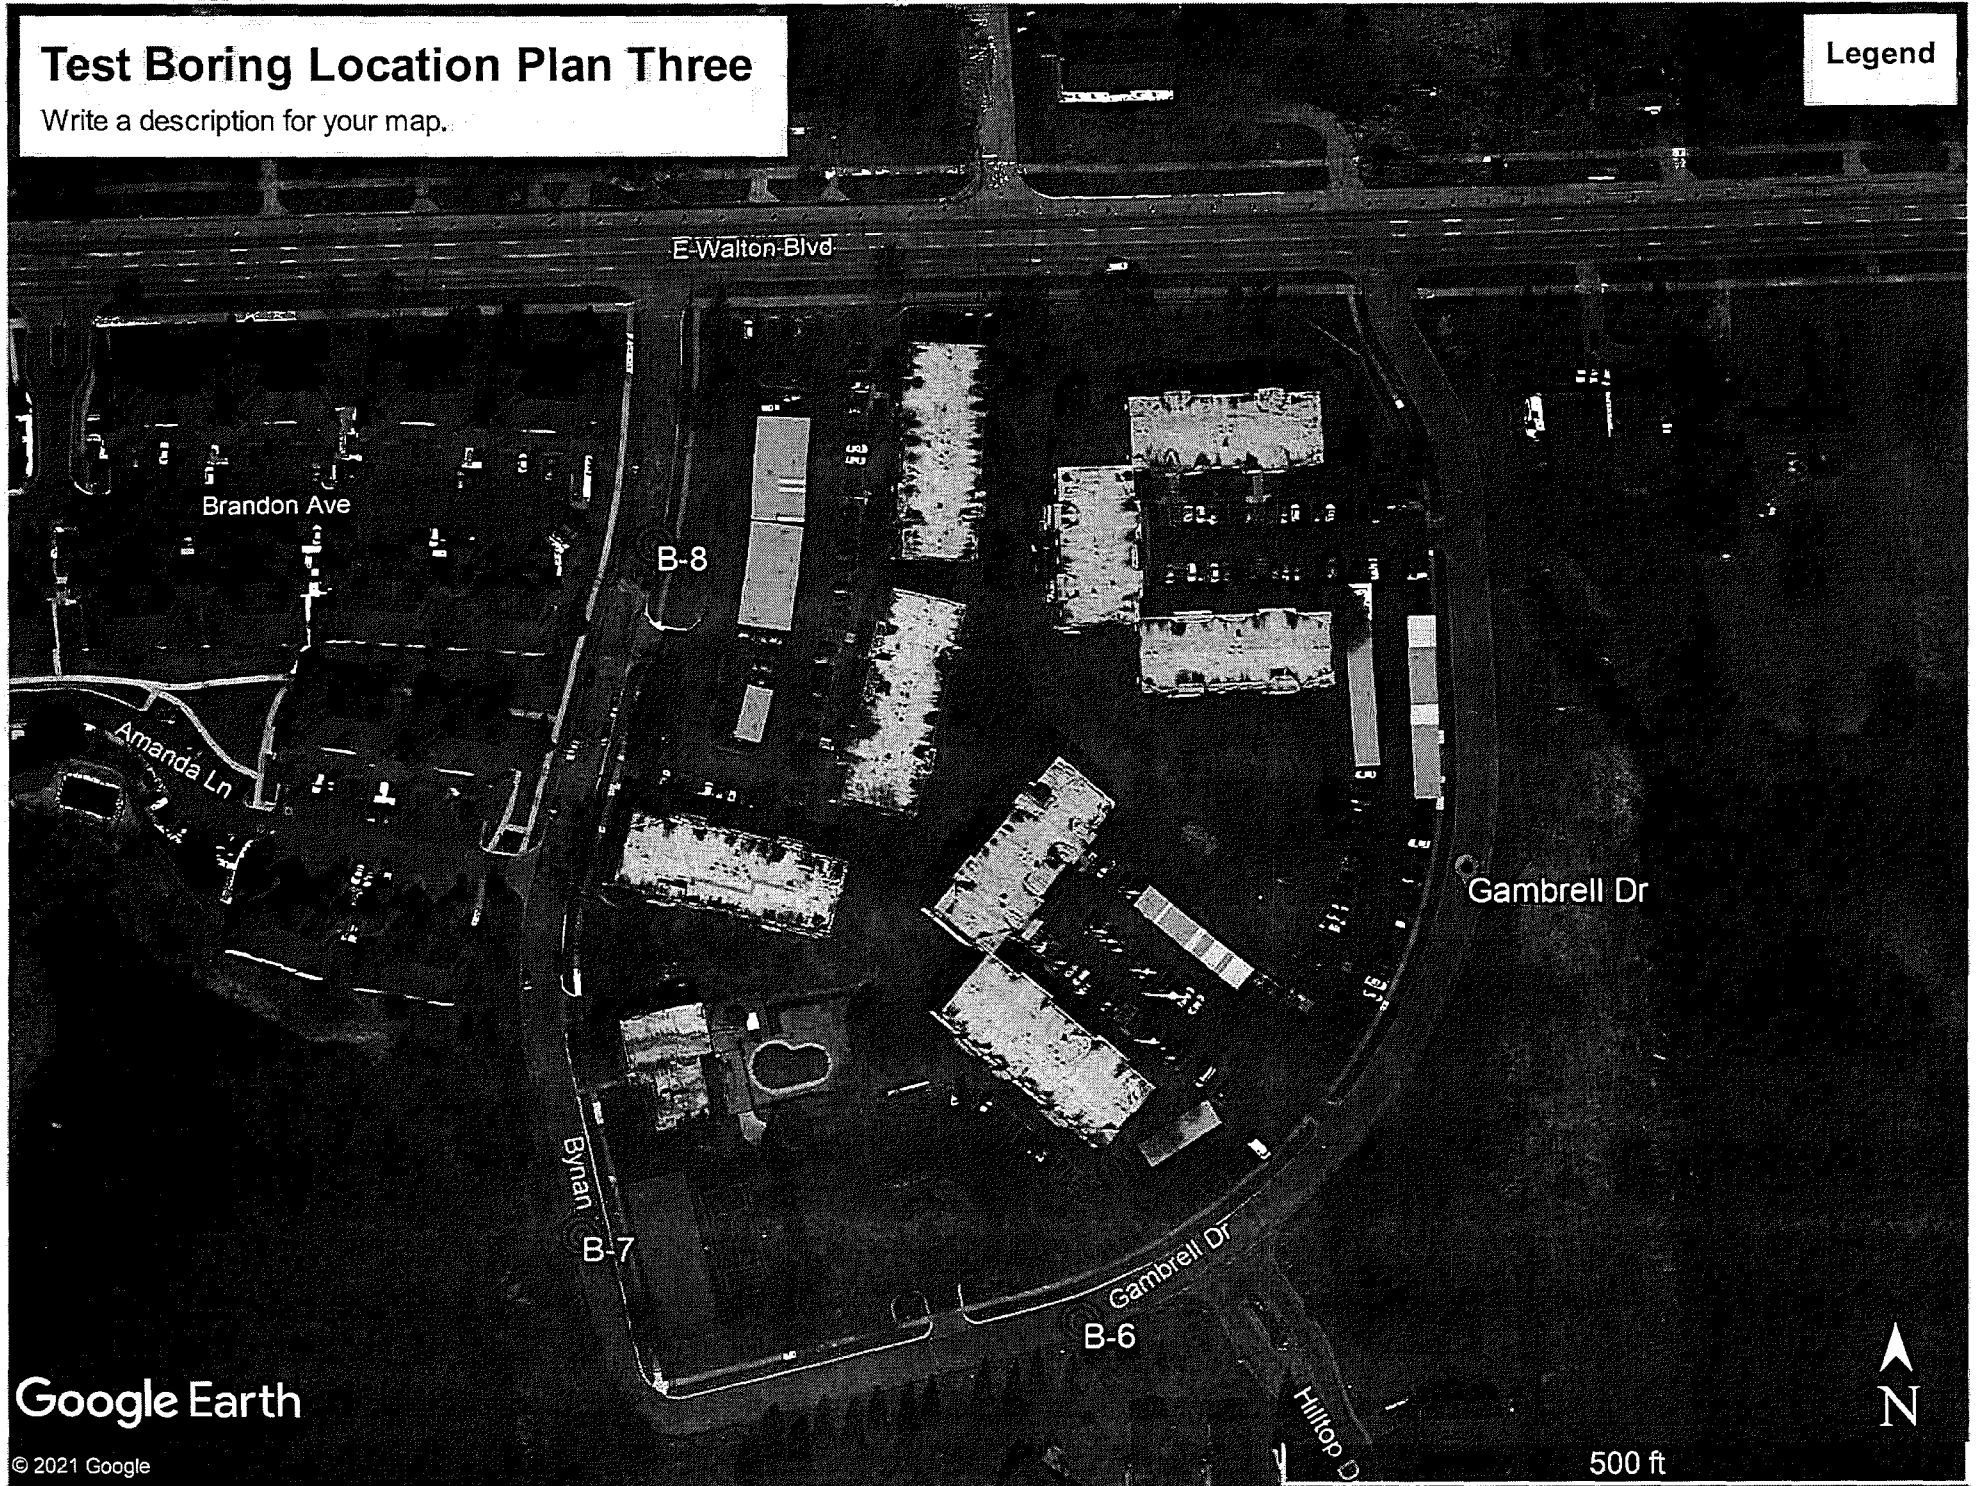 Test Boring Location Plan Three
Write a description for your map.
Legend
E Walton Blvd
Brandon Ave
B-8
Amanda Ln
Gambrell Dr
Bynan
B-7
Gambrell Dr
B-6
Hilltop D
Google Earth
© 2021 Google
N
500 ft